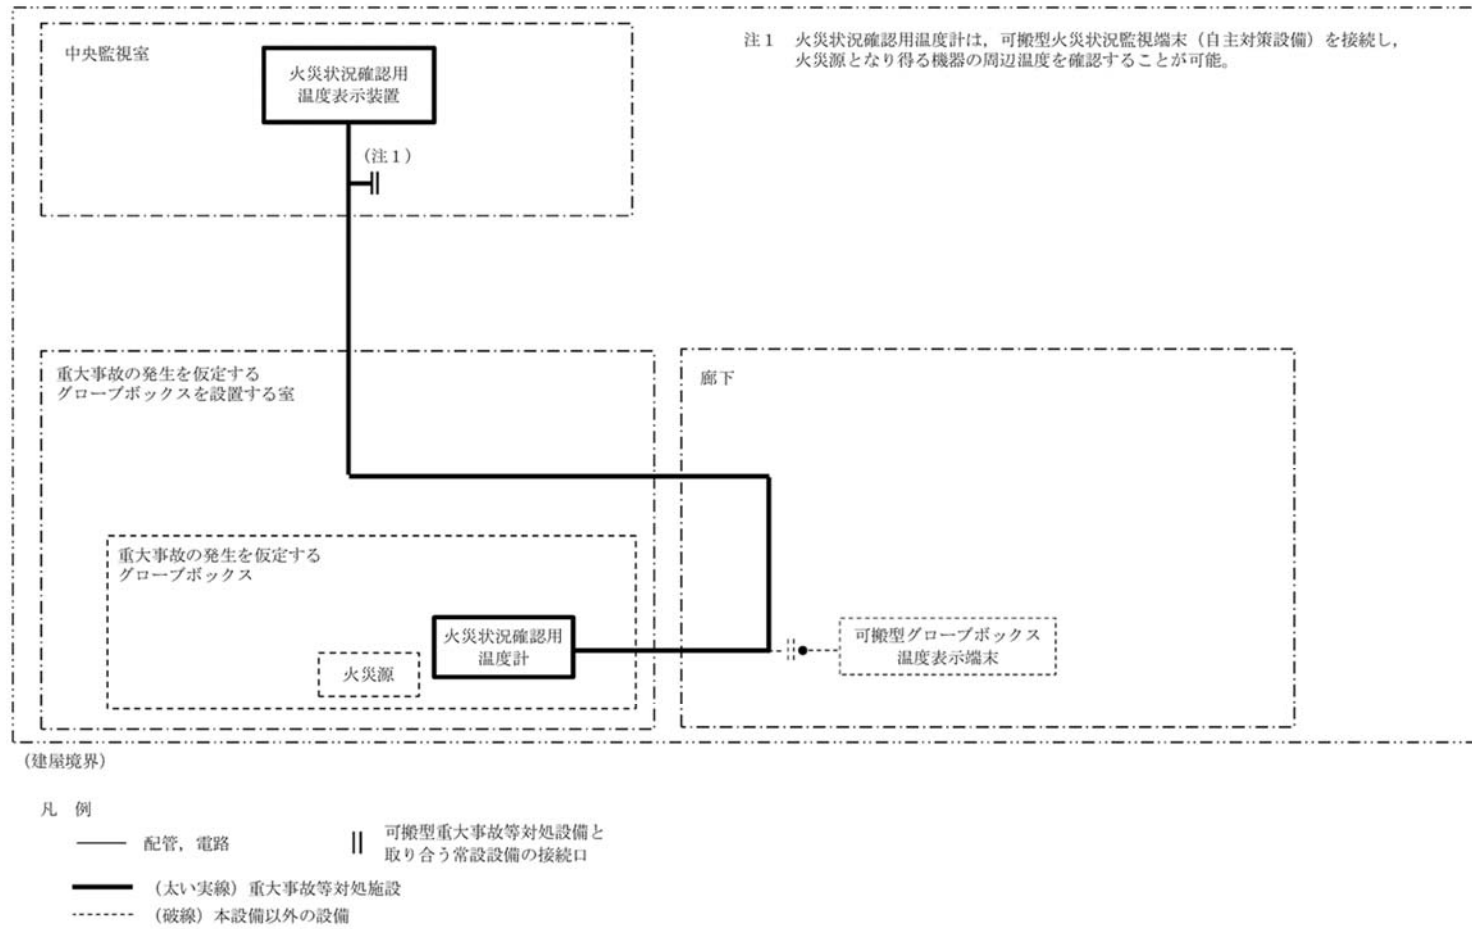 中央監視室
火災状況確認用
温度表示装置
(注1)
注1 火災状況確認用温度計は，可搬型火災状況監視端末（自主対策設備）を接続し，
火災源となり得る機器の周辺温度を確認することが可能。
重大事故の発生を仮定する
グローブボックスを設置する室
廊下
重大事故の発生を仮定する
グローブボックス
火災状況確認用
温度計
火災源
可搬型グローブボックス
温度表示端末
(建屋境界)
凡 例
配管，電路
可搬型重大事故等対処設備と
取り合う常設設備の接続口
（太い実線）重大事故等対処施設
（破線）本設備以外の設備